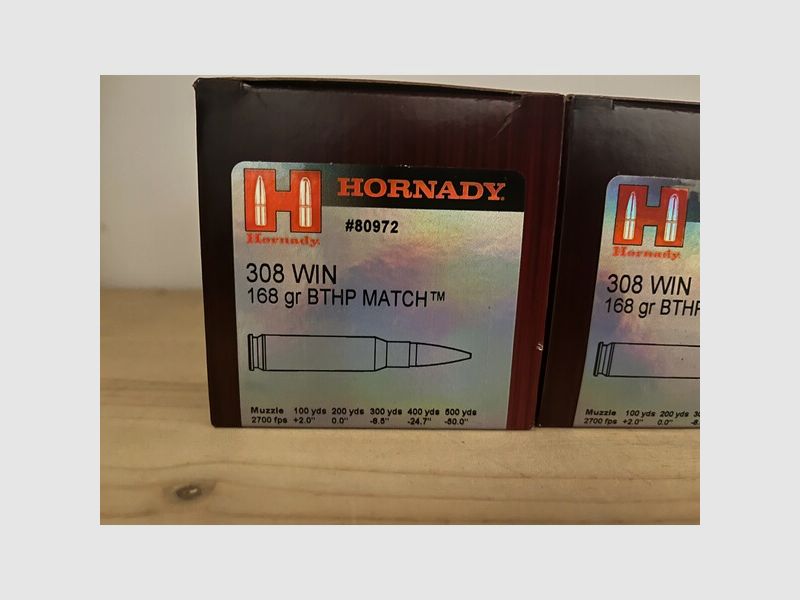 HORNADY
Hornady
#80972
308 WIN
168 gr BTHP MATCH™
Muzzle 100 yds 200 yds 300 yds 400 yds 500 yds
2700 fps +2.0" 0.0" -8.5" -24.7" -50.0"
Hornady
308 WIN
168 gr BTHP
Muzzle 100 yds 200 yds
2700 fps +2.0" 0.0"